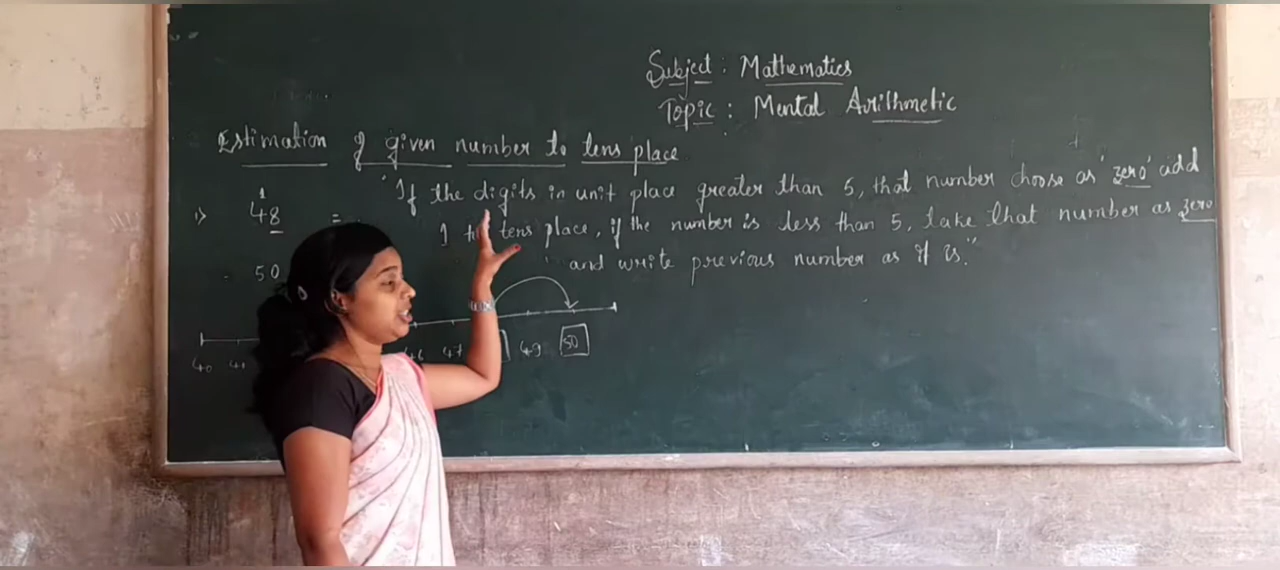 Subject : Mathematics
Topic : Mental Arithmetic
Estimation of given number to tens place
"If the digits in unit place greater than 5, that number choose as 'zero' add
1 tens place, if the number is less than 5, take that number as zero
and write previous number as it is."
1
1) 48 =
= 50
40 41 46 47 49 50